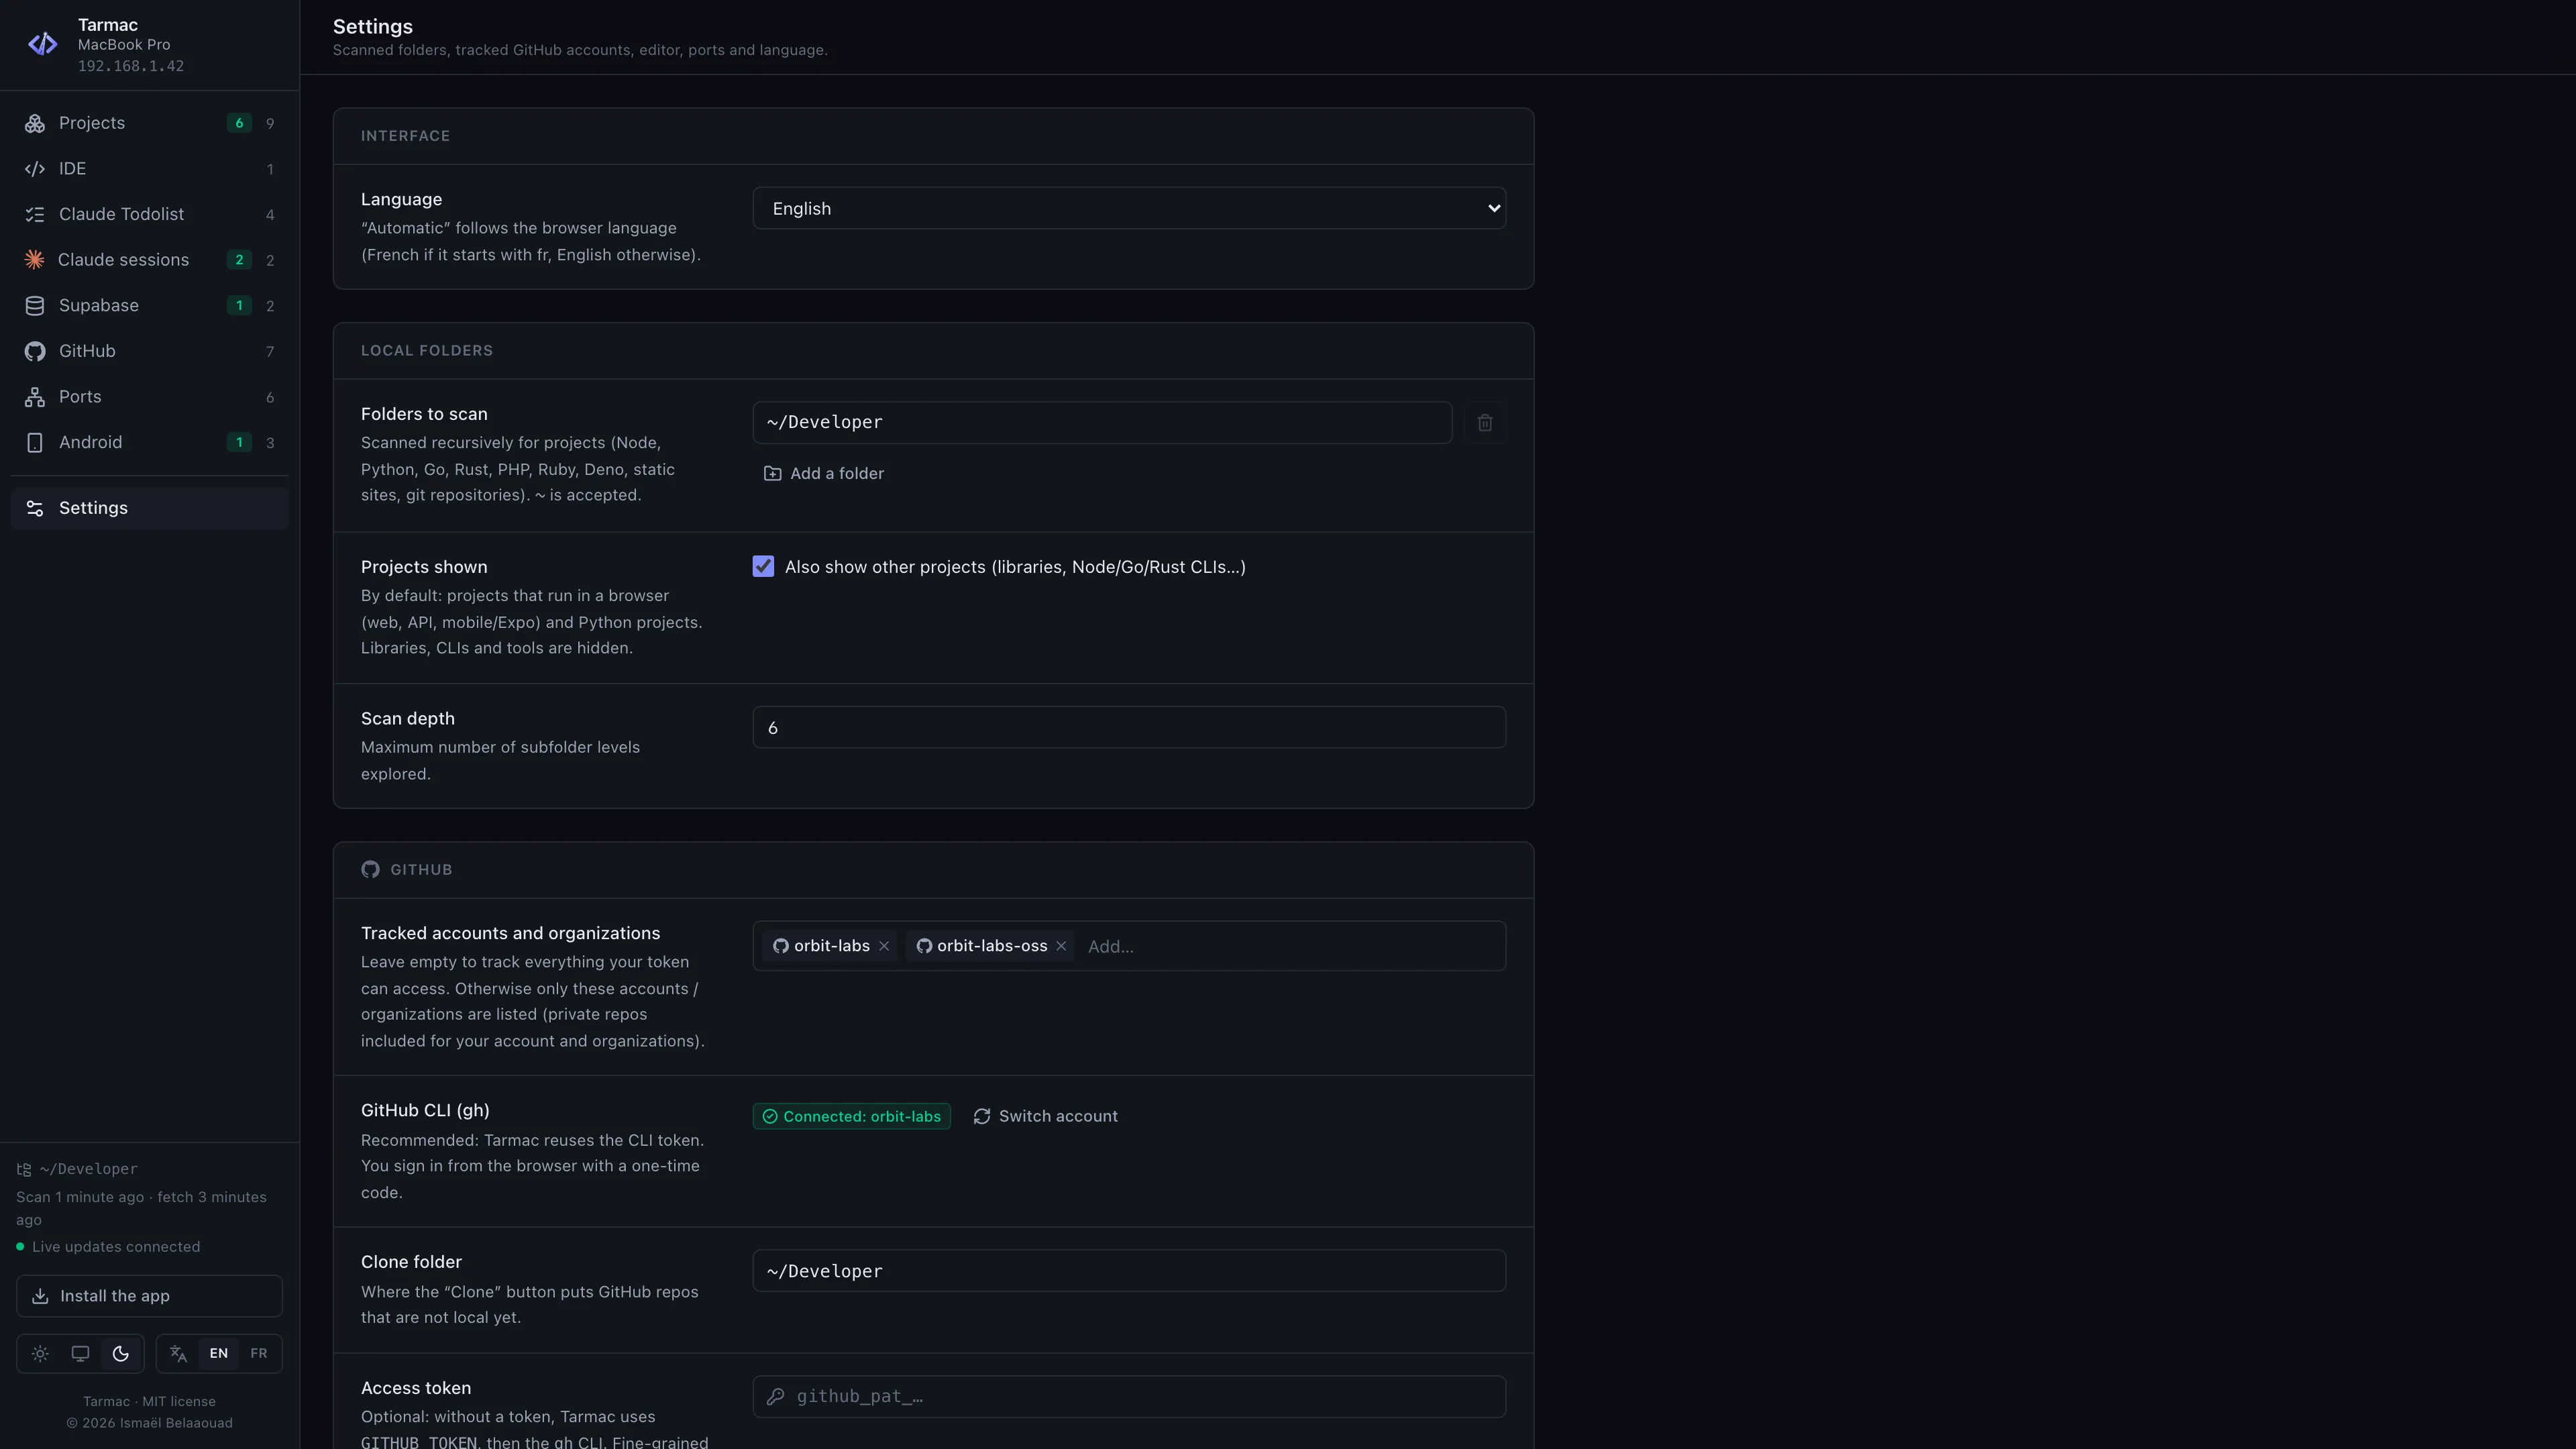 Tarmac
MacBook Pro
192.168.1.42
Projects 6 9
IDE 1
Claude Todolist 4
Claude sessions 2 2
Supabase 1 2
GitHub 7
Ports 6
Android 1 3
Settings
~/Developer
Scan 1 minute ago · fetch 3 minutes
ago
Live updates connected
Install the app
EN FR
Tarmac · MIT license
© 2026 Ismaël Belaaouad
Settings
Scanned folders, tracked GitHub accounts, editor, ports and language.
INTERFACE
Language
“Automatic” follows the browser language
(French if it starts with fr, English otherwise).
English
LOCAL FOLDERS
Folders to scan
Scanned recursively for projects (Node,
Python, Go, Rust, PHP, Ruby, Deno, static
sites, git repositories). ~ is accepted.
~/Developer
Add a folder
Projects shown
By default: projects that run in a browser
(web, API, mobile/Expo) and Python projects.
Libraries, CLIs and tools are hidden.
Also show other projects (libraries, Node/Go/Rust CLIs…)
Scan depth
Maximum number of subfolder levels
explored.
6
GITHUB
Tracked accounts and organizations
Leave empty to track everything your token
can access. Otherwise only these accounts /
organizations are listed (private repos
included for your account and organizations).
orbit-labs orbit-labs-oss Add…
GitHub CLI (gh)
Recommended: Tarmac reuses the CLI token.
You sign in from the browser with a one-time
code.
Connected: orbit-labs Switch account
Clone folder
Where the “Clone” button puts GitHub repos
that are not local yet.
~/Developer
Access token
Optional: without a token, Tarmac uses
GITHUB_TOKEN, then the gh CLI. Fine-grained
github_pat_…